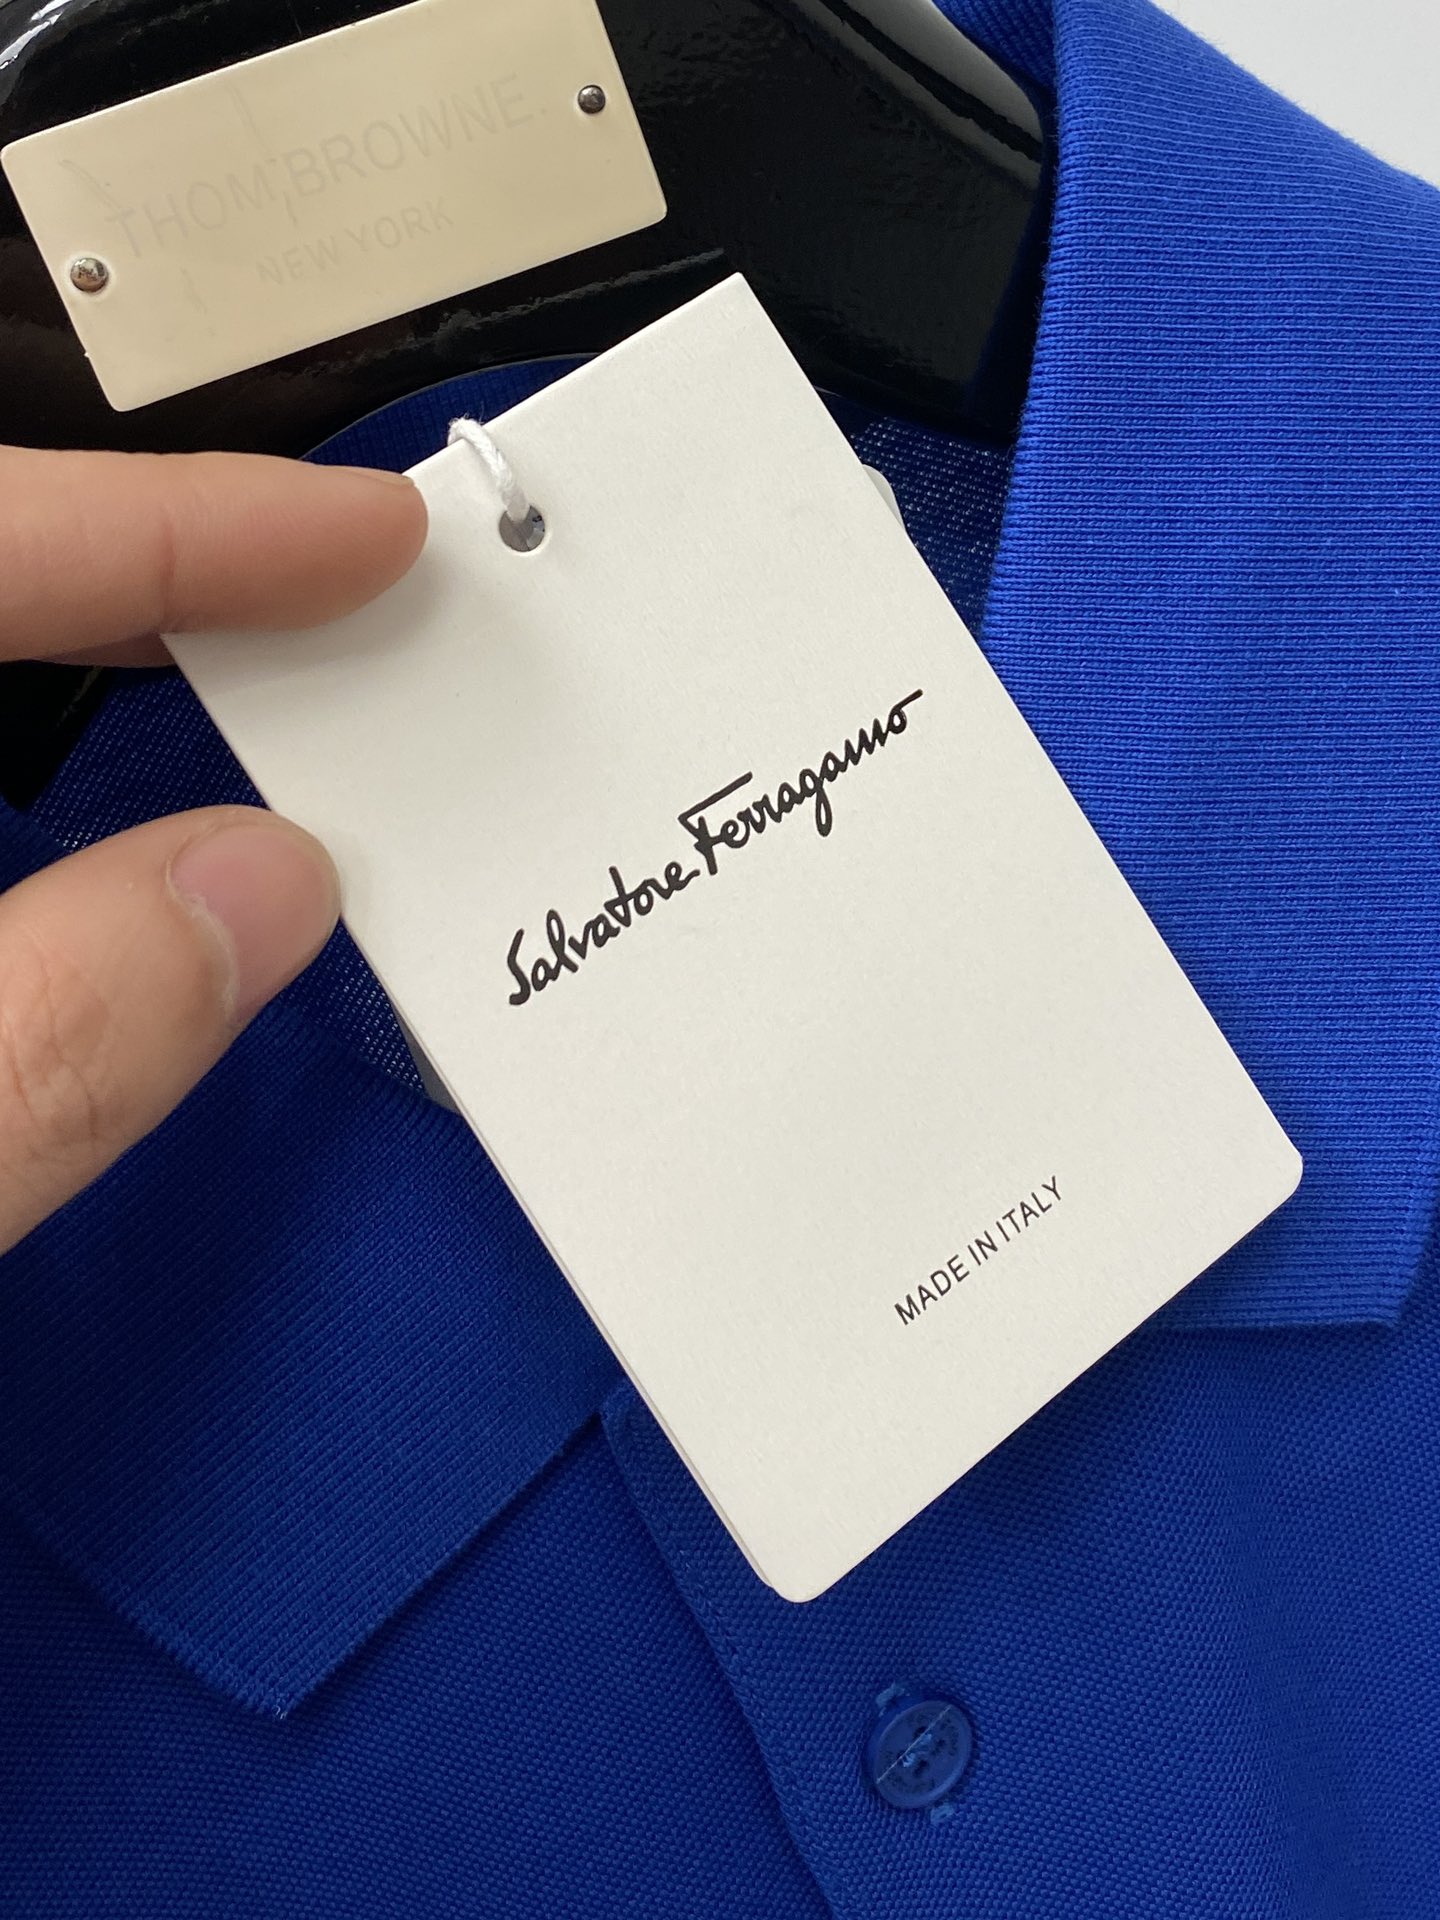 THOM BROWNE.
NEW YORK
Salvatore Ferragamo
MADE IN ITALY